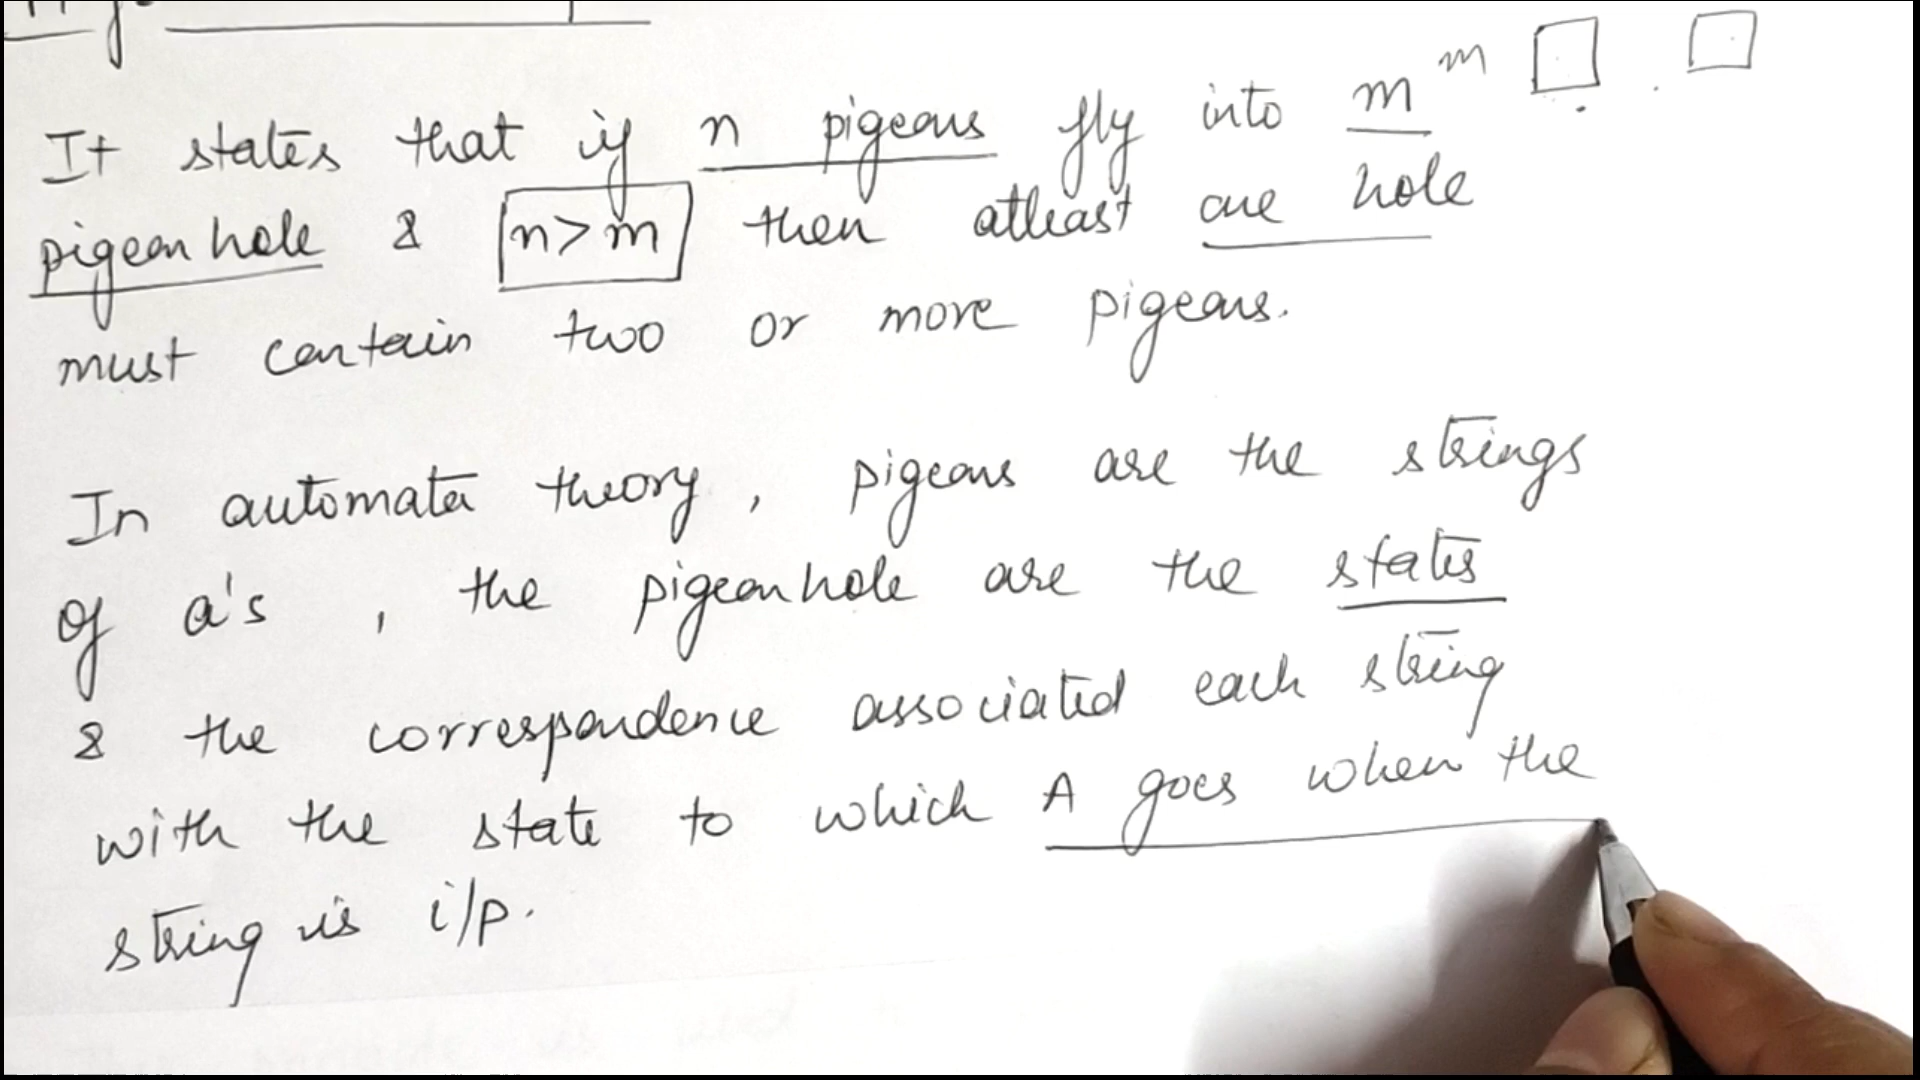 It states that if n pigeons fly into m m
pigeonhole & n>m then atleast one hole
must contain two or more pigeons.
In automata theory, pigeons are the strings
of a's , the pigeonhole are the states
& the correspondence associated each string
with the state to which A goes when the
string is i/p.